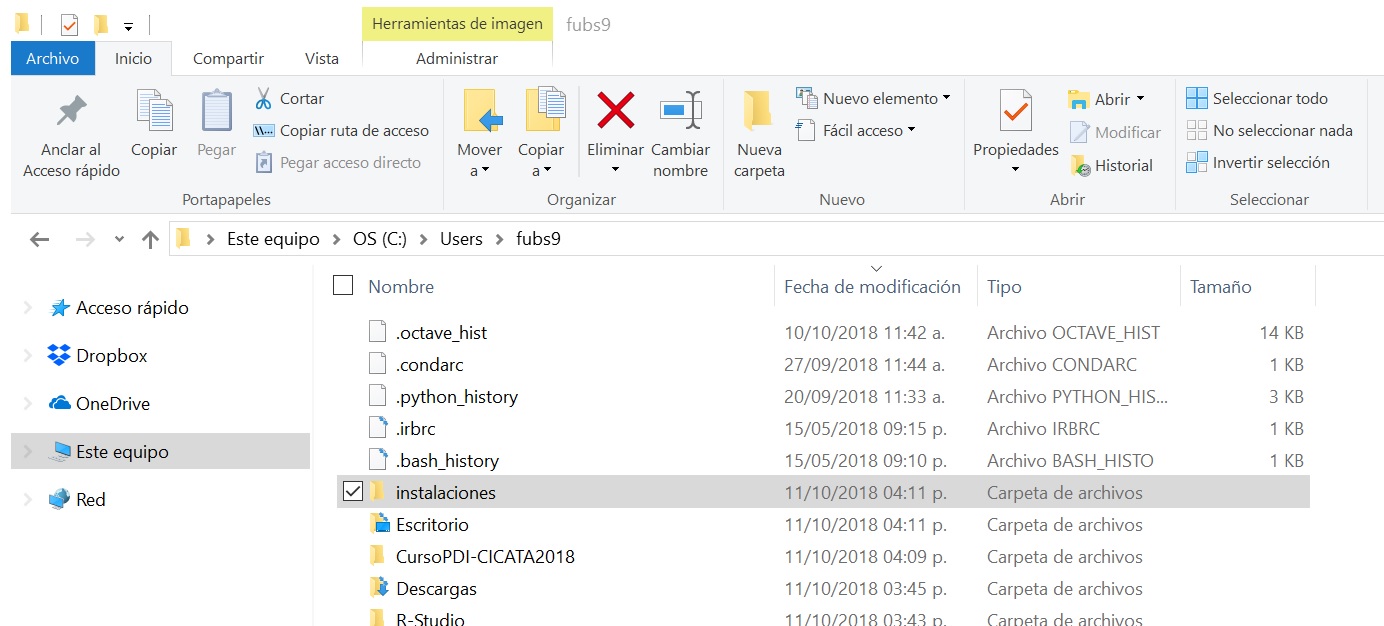 Herramientas de imagen fubs9
Archivo Inicio Compartir Vista Administrar
Anclar al
Acceso rápido
Copiar
Pegar
Cortar
Copiar ruta de acceso
Pegar acceso directo
Portapapeles
Mover
a
Copiar
a
Eliminar
Cambiar
nombre
Organizar
Nueva
carpeta
Nuevo elemento
Fácil acceso
Nuevo
Propiedades
Abrir
Modificar
Historial
Abrir
Seleccionar todo
No seleccionar nada
Invertir selección
Seleccionar
Este equipo > OS (C:) > Users > fubs9
Acceso rápido
Dropbox
OneDrive
Este equipo
Red
Nombre Fecha de modificación Tipo Tamaño
.octave_hist 10/10/2018 11:42 a. Archivo OCTAVE_HIST 14 KB
.condarc 27/09/2018 11:44 a. Archivo CONDARC 1 KB
.python_history 20/09/2018 11:33 a. Archivo PYTHON_HIS... 3 KB
.irbrc 15/05/2018 09:15 p. Archivo IRBRC 1 KB
.bash_history 15/05/2018 09:10 p. Archivo BASH_HISTO 1 KB
instalaciones 11/10/2018 04:11 p. Carpeta de archivos
Escritorio 11/10/2018 04:11 p. Carpeta de archivos
CursoPDI-CICATA2018 11/10/2018 04:09 p. Carpeta de archivos
Descargas 11/10/2018 03:45 p. Carpeta de archivos
R-Studio 11/10/2018 03:43 p. Carpeta de archivos